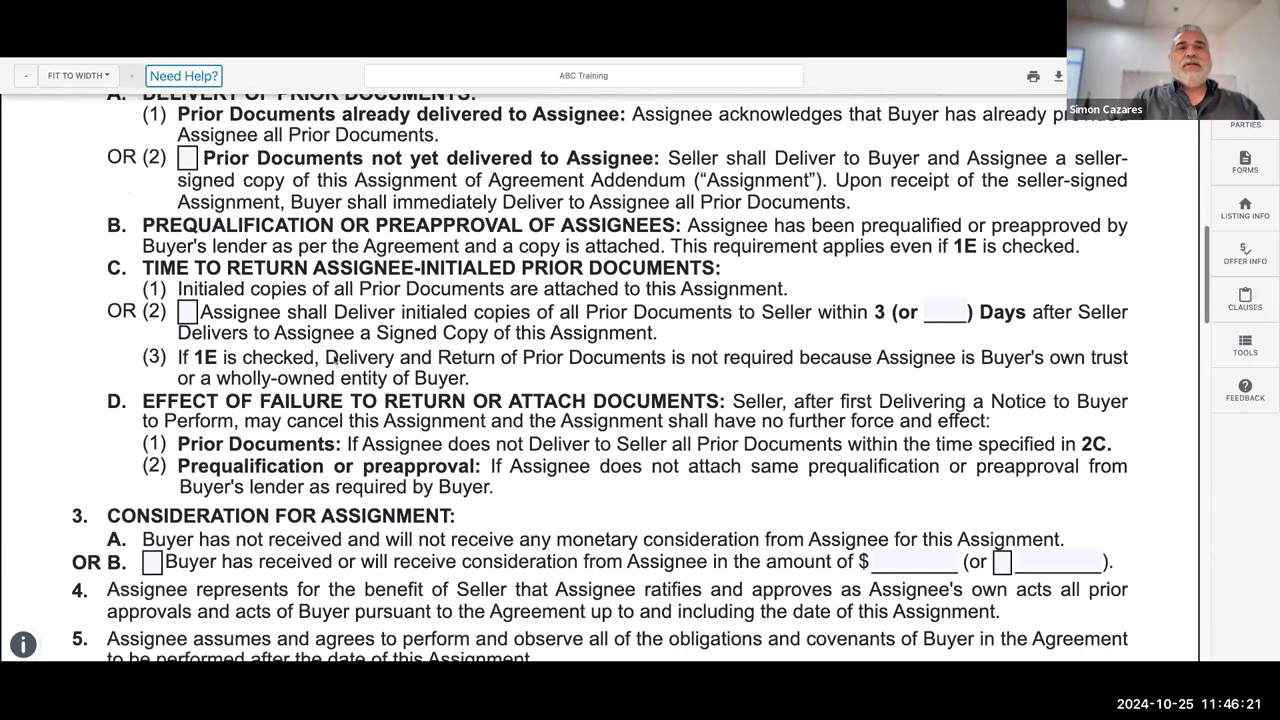 - FIT TO WIDTH + Need Help? ABC Training
Simon Cazares
A. DELIVERY OF PRIOR DOCUMENTS:
(1) Prior Documents already delivered to Assignee: Assignee acknowledges that Buyer has already
Assignee all Prior Documents.
OR (2) Prior Documents not yet delivered to Assignee: Seller shall Deliver to Buyer and Assignee a seller-
signed copy of this Assignment of Agreement Addendum (“Assignment”). Upon receipt of the seller-signed
Assignment, Buyer shall immediately Deliver to Assignee all Prior Documents.
B. PREQUALIFICATION OR PREAPPROVAL OF ASSIGNEES: Assignee has been prequalified or preapproved by
Buyer's lender as per the Agreement and a copy is attached. This requirement applies even if 1E is checked.
C. TIME TO RETURN ASSIGNEE-INITIALED PRIOR DOCUMENTS:
(1) Initialed copies of all Prior Documents are attached to this Assignment.
OR (2) Assignee shall Deliver initialed copies of all Prior Documents to Seller within 3 (or ____) Days after Seller
Delivers to Assignee a Signed Copy of this Assignment.
(3) If 1E is checked, Delivery and Return of Prior Documents is not required because Assignee is Buyer's own trust
or a wholly-owned entity of Buyer.
D. EFFECT OF FAILURE TO RETURN OR ATTACH DOCUMENTS: Seller, after first Delivering a Notice to Buyer
to Perform, may cancel this Assignment and the Assignment shall have no further force and effect:
(1) Prior Documents: If Assignee does not Deliver to Seller all Prior Documents within the time specified in 2C.
(2) Prequalification or preapproval: If Assignee does not attach same prequalification or preapproval from
Buyer's lender as required by Buyer.
3. CONSIDERATION FOR ASSIGNMENT:
A. Buyer has not received and will not receive any monetary consideration from Assignee for this Assignment.
OR B. Buyer has received or will receive consideration from Assignee in the amount of $ ________ (or ________).
4. Assignee represents for the benefit of Seller that Assignee ratifies and approves as Assignee's own acts all prior
approvals and acts of Buyer pursuant to the Agreement up to and including the date of this Assignment.
5. Assignee assumes and agrees to perform and observe all of the obligations and covenants of Buyer in the Agreement
to be performed after the date of this Assignment.
PARTIES
FORMS
LISTING INFO
OFFER INFO
CLAUSES
TOOLS
FEEDBACK
2024-10-25 11:46:21